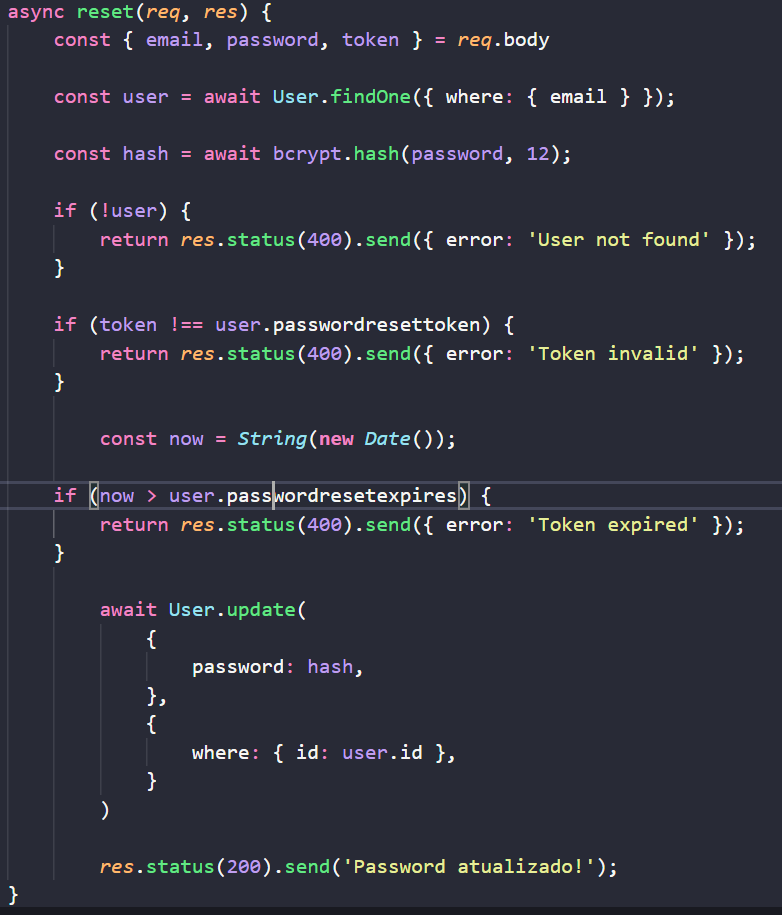 async reset(req, res) {
const { email, password, token } = req.body
const user = await User.findOne({ where: { email } });
const hash = await bcrypt.hash(password, 12);
if (!user) {
return res.status(400).send({ error: 'User not found' });
}
if (token !== user.passwordresettoken) {
return res.status(400).send({ error: 'Token invalid' });
}
const now = String(new Date());
if (now > user.passwordresetexpires) {
return res.status(400).send({ error: 'Token expired' });
}
await User.update(
{
password: hash,
},
{
where: { id: user.id },
}
)
res.status(200).send('Password atualizado!');
}